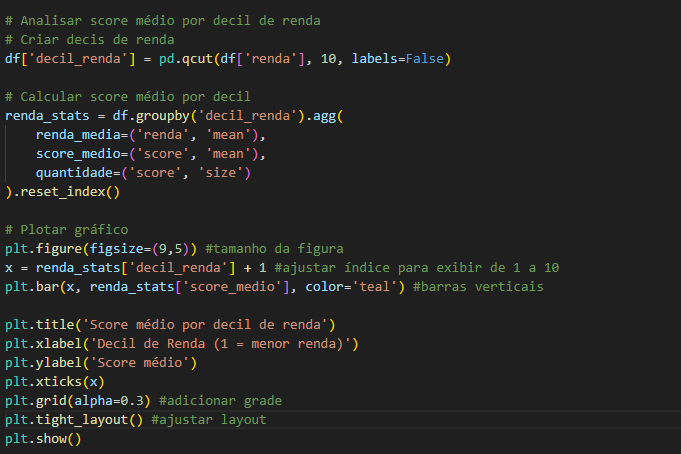 # Analisar score médio por decil de renda
# Criar decis de renda
df['decil_renda'] = pd.qcut(df['renda'], 10, labels=False)

# Calcular score médio por decil
renda_stats = df.groupby('decil_renda').agg(
    renda_media=('renda', 'mean'),
    score_medio=('score', 'mean'),
    quantidade=('score', 'size')
).reset_index()

# Plotar gráfico
plt.figure(figsize=(9,5)) #tamanho da figura
x = renda_stats['decil_renda'] + 1 #ajustar índice para exibir de 1 a 10
plt.bar(x, renda_stats['score_medio'], color='teal') #barras verticais

plt.title('Score médio por decil de renda')
plt.xlabel('Decil de Renda (1 = menor renda)')
plt.ylabel('Score médio')
plt.xticks(x)
plt.grid(alpha=0.3) #adicionar grade
plt.tight_layout() #ajustar layout
plt.show()